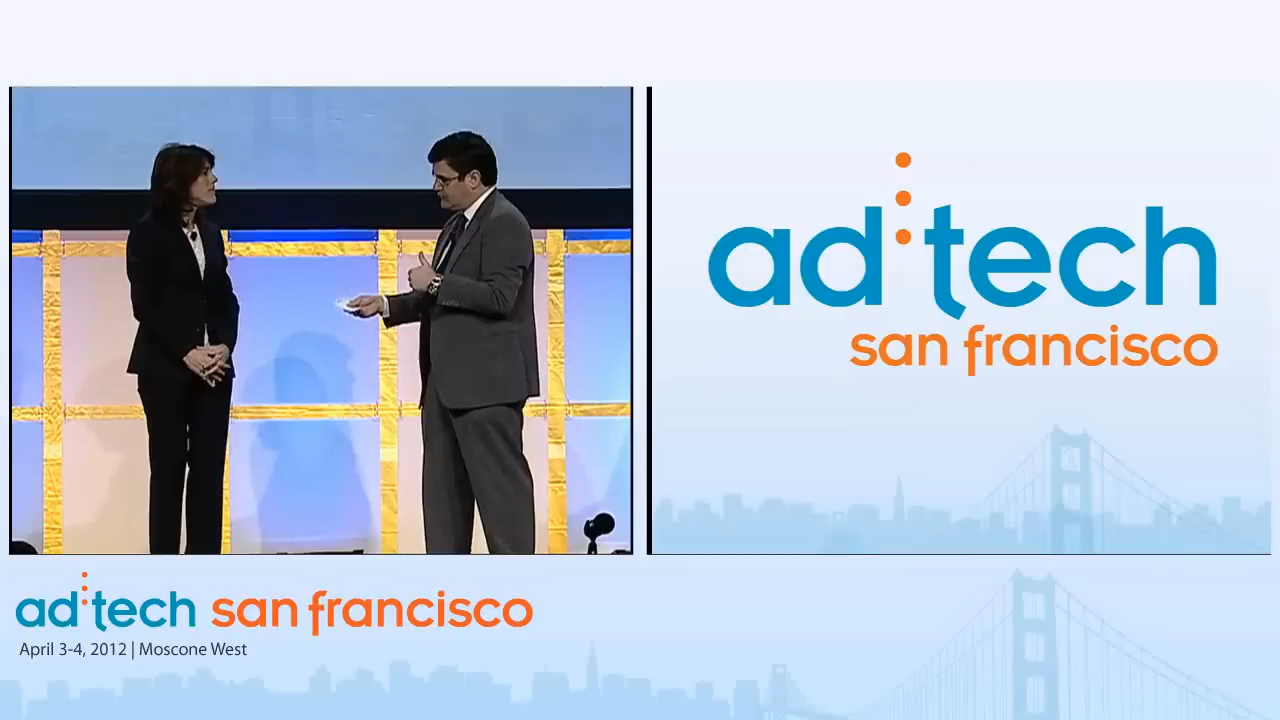 ad:tech
san francisco
ad:tech san francisco
April 3-4, 2012 | Moscone West